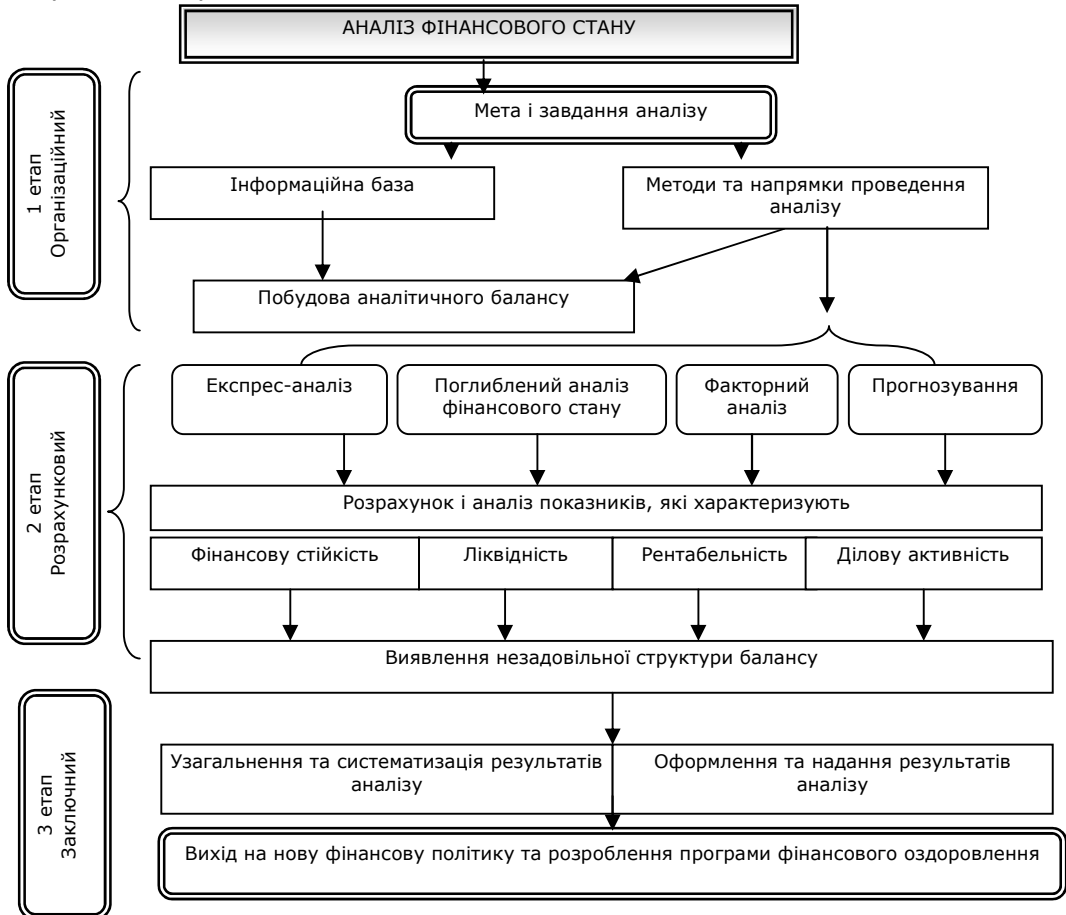 АНАЛІЗ ФІНАНСОВОГО СТАНУ
1 етап
Організаційний
Мета і завдання аналізу
Інформаційна база
Методи та напрямки проведення
аналізу
Побудова аналітичного балансу
2 етап
Розрахунковий
Експрес-аналіз
Поглиблений аналіз
фінансового стану
Факторний
аналіз
Прогнозування
Розрахунок і аналіз показників, які характеризують
Фінансову стійкість
Ліквідність
Рентабельність
Ділову активність
Виявлення незадовільної структури балансу
3 етап
Заключний
Узагальнення та систематизація результатів
аналізу
Оформлення та надання результатів
аналізу
Вихід на нову фінансову політику та розроблення програми фінансового оздоровлення